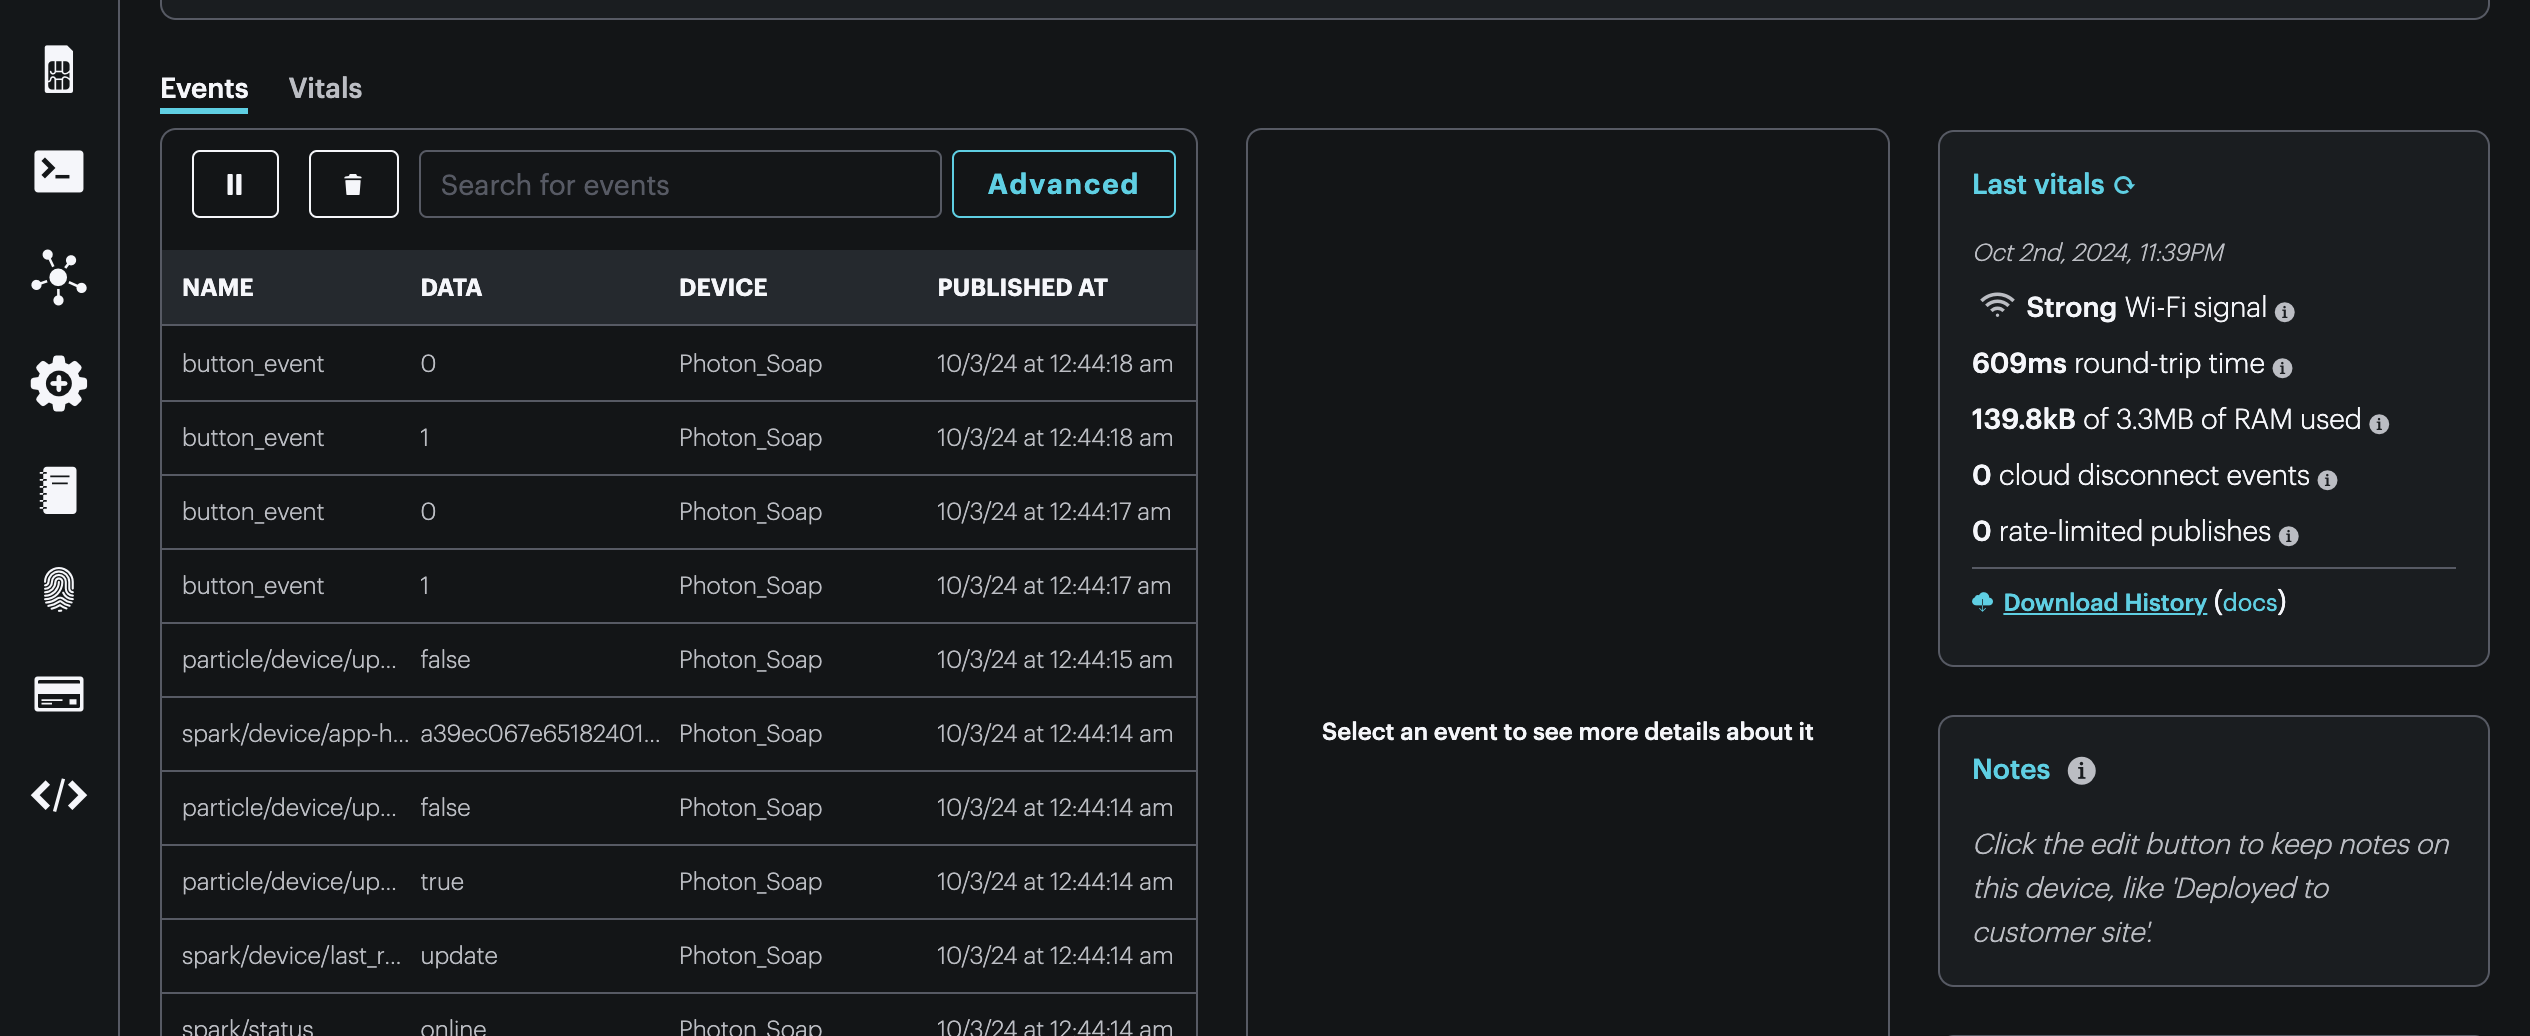 Events Vitals
Search for events
Advanced
NAME DATA DEVICE PUBLISHED AT
button_event 0 Photon_Soap 10/3/24 at 12:44:18 am
button_event 1 Photon_Soap 10/3/24 at 12:44:18 am
button_event 0 Photon_Soap 10/3/24 at 12:44:17 am
button_event 1 Photon_Soap 10/3/24 at 12:44:17 am
particle/device/up... false Photon_Soap 10/3/24 at 12:44:15 am
spark/device/app-h... a39ec067e65182401... Photon_Soap 10/3/24 at 12:44:14 am
particle/device/up... false Photon_Soap 10/3/24 at 12:44:14 am
particle/device/up... true Photon_Soap 10/3/24 at 12:44:14 am
spark/device/last_r... update Photon_Soap 10/3/24 at 12:44:14 am
spark/status online Photon_Soap 10/3/24 at 12:44:14 am
Select an event to see more details about it
Last vitals
Oct 2nd, 2024, 11:39PM
Strong Wi-Fi signal
609ms round-trip time
139.8kB of 3.3MB of RAM used
0 cloud disconnect events
0 rate-limited publishes
Download History (docs)
Notes
Click the edit button to keep notes on
this device, like 'Deployed to
customer site'.